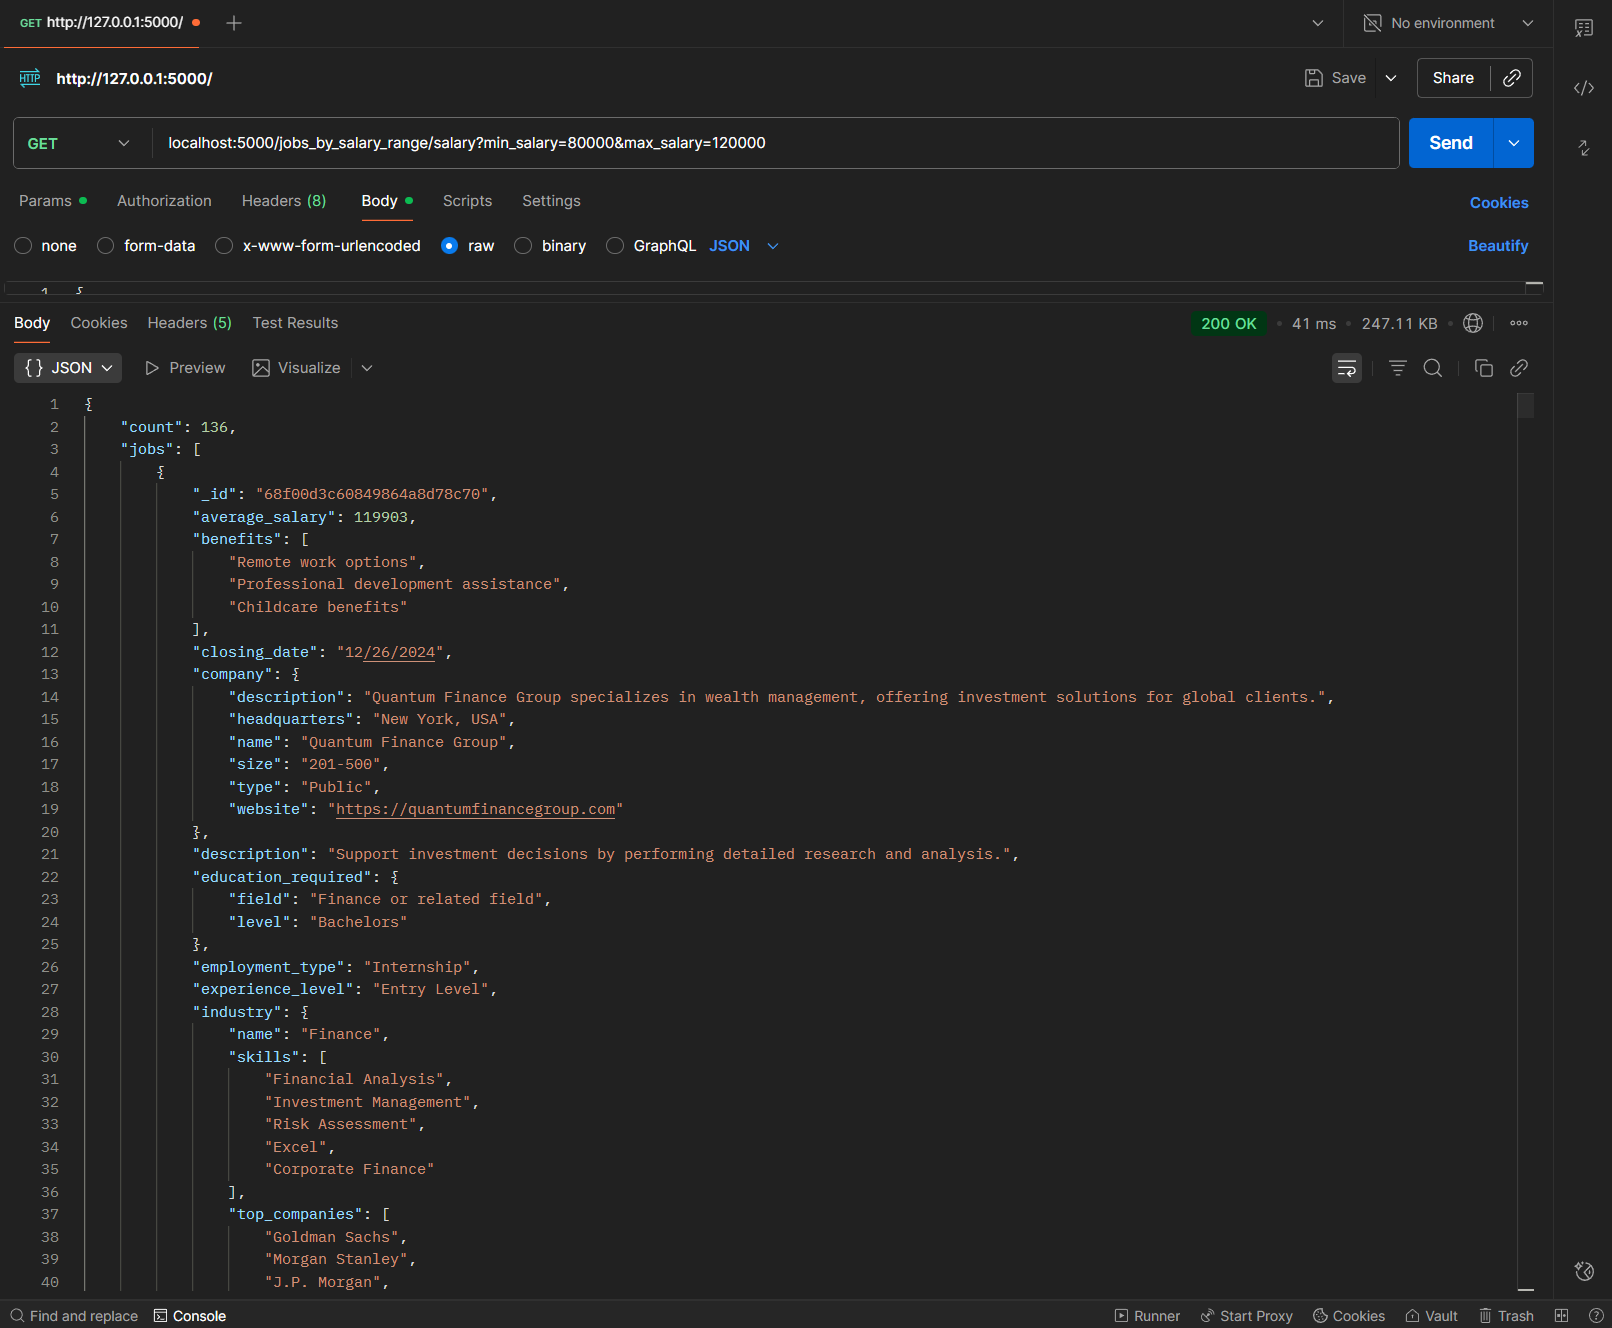 GET http://127.0.0.1:5000/
No environment
HTTP http://127.0.0.1:5000/
Save
Share
GET
localhost:5000/jobs_by_salary_range/salary?min_salary=80000&max_salary=120000
Send
Params
Authorization
Headers (8)
Body
Scripts
Settings
Cookies
none
form-data
x-www-form-urlencoded
raw
binary
GraphQL
JSON
Beautify
1 {
Body
Cookies
Headers (5)
Test Results
200 OK
41 ms
247.11 KB
{} JSON
Preview
Visualize
1 {
2 "count": 136,
3 "jobs": [
4 {
5 "_id": "68f00d3c60849864a8d78c70",
6 "average_salary": 119903,
7 "benefits": [
8 "Remote work options",
9 "Professional development assistance",
10 "Childcare benefits"
11 ],
12 "closing_date": "12/26/2024",
13 "company": {
14 "description": "Quantum Finance Group specializes in wealth management, offering investment solutions for global clients.",
15 "headquarters": "New York, USA",
16 "name": "Quantum Finance Group",
17 "size": "201-500",
18 "type": "Public",
19 "website": "https://quantumfinancegroup.com"
20 },
21 "description": "Support investment decisions by performing detailed research and analysis.",
22 "education_required": {
23 "field": "Finance or related field",
24 "level": "Bachelors"
25 },
26 "employment_type": "Internship",
27 "experience_level": "Entry Level",
28 "industry": {
29 "name": "Finance",
30 "skills": [
31 "Financial Analysis",
32 "Investment Management",
33 "Risk Assessment",
34 "Excel",
35 "Corporate Finance"
36 ],
37 "top_companies": [
38 "Goldman Sachs",
39 "Morgan Stanley",
40 "J.P. Morgan",
Find and replace
Console
Runner
Start Proxy
Cookies
Vault
Trash